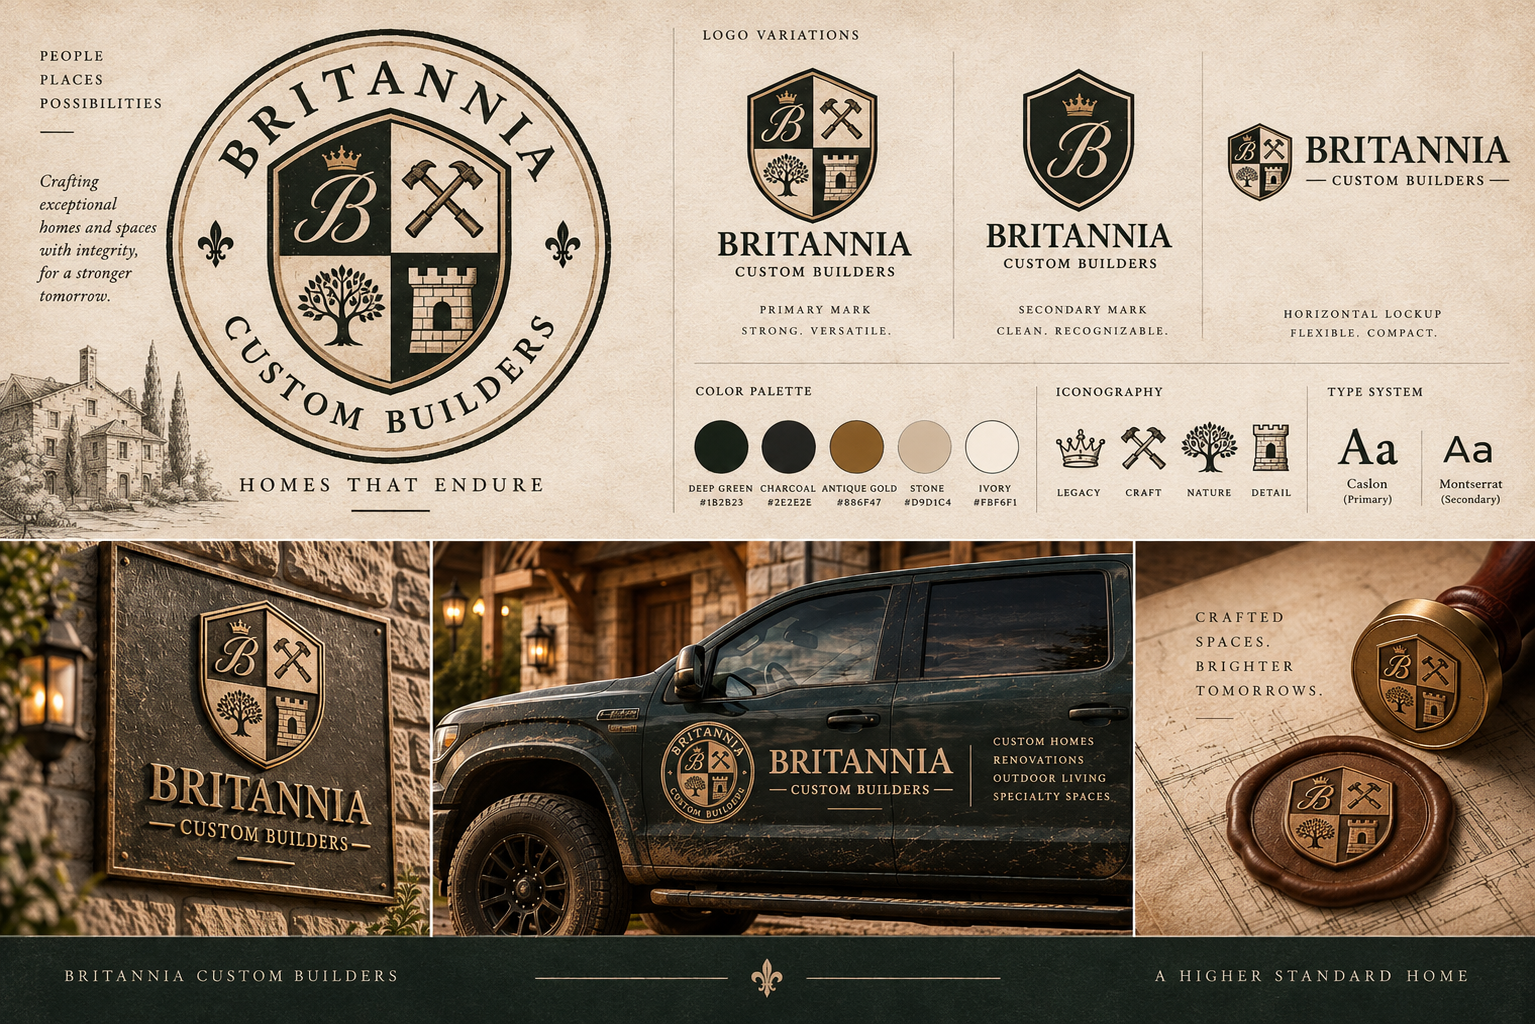 PEOPLE
PLACES
POSSIBILITIES
Crafting
exceptional
homes and spaces
with integrity,
for a stronger
tomorrow.
BRITANNIA
B
CUSTOM BUILDERS
HOMES THAT ENDURE
LOGO VARIATIONS
B
BRITANNIA
CUSTOM BUILDERS
PRIMARY MARK
STRONG. VERSATILE.
B
BRITANNIA
CUSTOM BUILDERS
SECONDARY MARK
CLEAN. RECOGNIZABLE.
B
BRITANNIA
CUSTOM BUILDERS
HORIZONTAL LOCKUP
FLEXIBLE. COMPACT.
COLOR PALETTE
DEEP GREEN
#1B2B23
CHARCOAL
#2E2E2E
ANTIQUE GOLD
#886F47
STONE
#D9D1C4
IVORY
#FBF6F1
ICONOGRAPHY
LEGACY
CRAFT
NATURE
DETAIL
TYPE SYSTEM
Aa
Caslon
(Primary)
Aa
Montserrat
(Secondary)
B
BRITANNIA
CUSTOM BUILDERS
BRITANNIA
B
CUSTOM BUILDERS
BRITANNIA
CUSTOM BUILDERS
CUSTOM HOMES
RENOVATIONS
OUTDOOR LIVING
SPECIALTY SPACES
CRAFTED
SPACES.
BRIGHTER
TOMORROWS.
B
B
BRITANNIA CUSTOM BUILDERS
A HIGHER STANDARD HOME